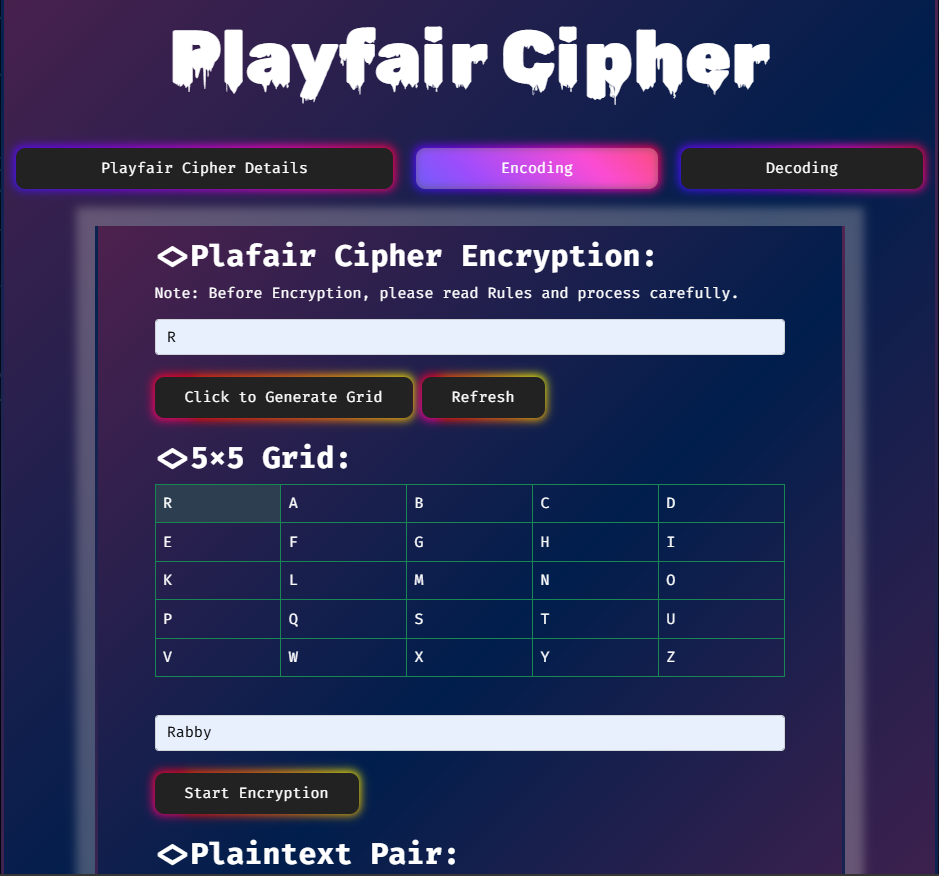 Playfair Cipher
Playfair Cipher Details Encoding Decoding
<>Plafair Cipher Encryption:
Note: Before Encryption, please read Rules and process carefully.
R
Click to Generate Grid Refresh
<>5×5 Grid:
R A B C D
E F G H I
K L M N O
P Q S T U
V W X Y Z
Rabby
Start Encryption
<>Plaintext Pair: